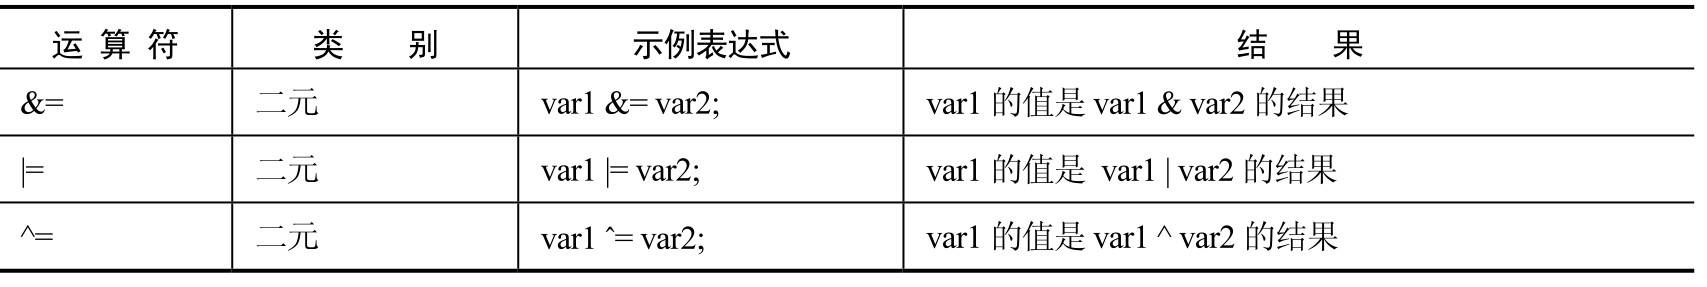 运 算 符 类 别 示例表达式 结 果
&= 二元 var1 &= var2; var1 的值是 var1 & var2 的结果
|= 二元 var1 |= var2; var1 的值是 var1 | var2 的结果
^= 二元 var1 ^= var2; var1 的值是 var1 ^ var2 的结果